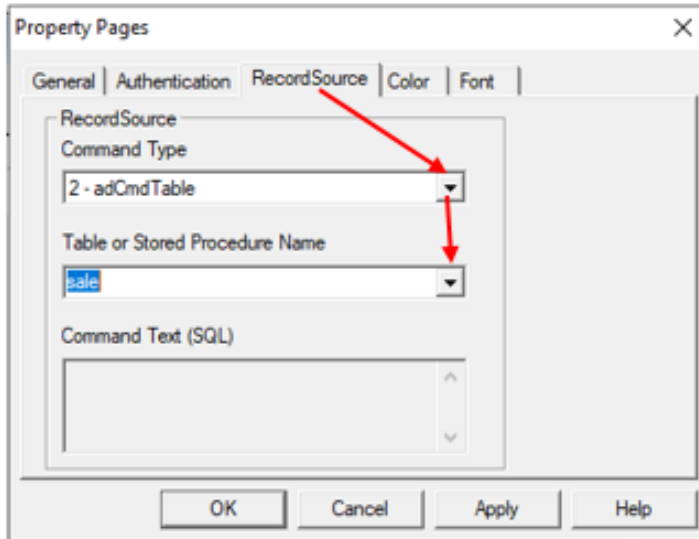 Property Pages
General Authentication RecordSource Color Font
RecordSource
Command Type
2 - adCmdTable
Table or Stored Procedure Name
sale
Command Text (SQL)
OK Cancel Apply Help